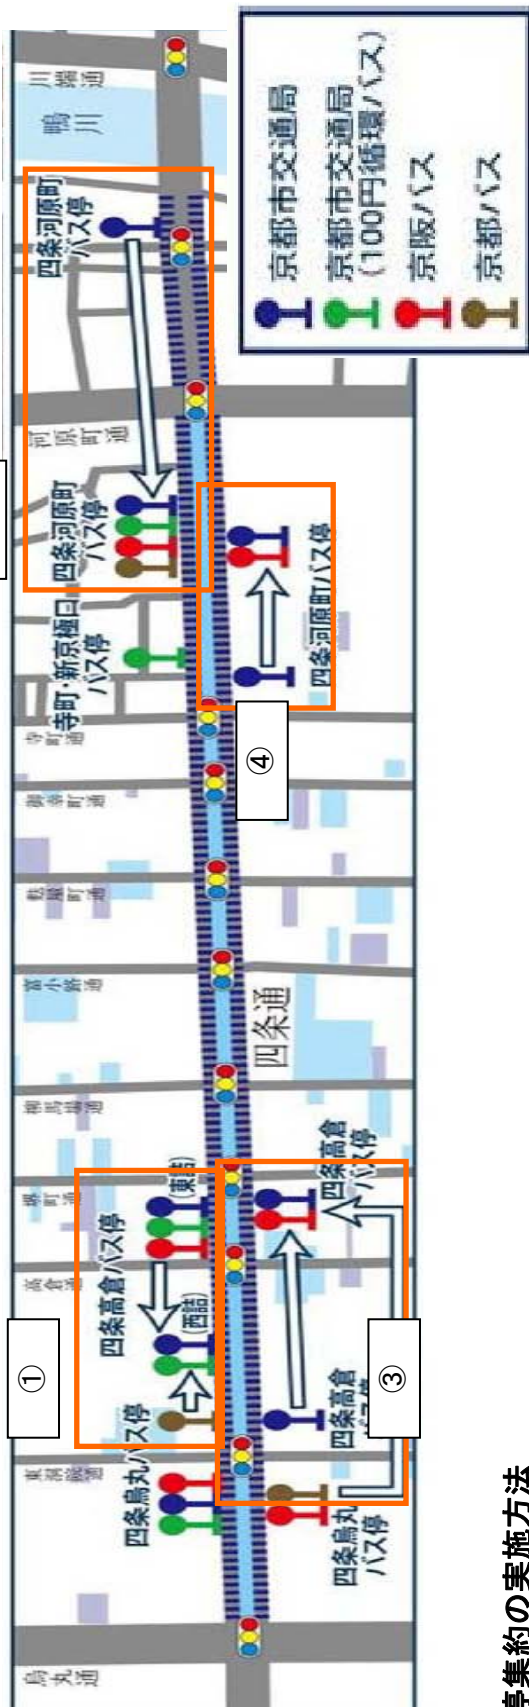 烏丸通
東洞院通
高倉通
堺町通
柳馬場通
富小路通
麩屋町通
御幸町通
寺町通
河原町通
川端通
鴨川
①
四条烏丸バス停
四条高倉バス停
(西詰)
(東詰)
寺町・新京極口
バス停
四条河原町
バス停
四条河原町
バス停
四条通
四条烏丸
バス停
四条高倉
③
四条高倉
バス停
④
四条河原町バス停
京都市交通局
京都市交通局
(100円循環バス)
京阪バス
京都バス
停集約の実施方法